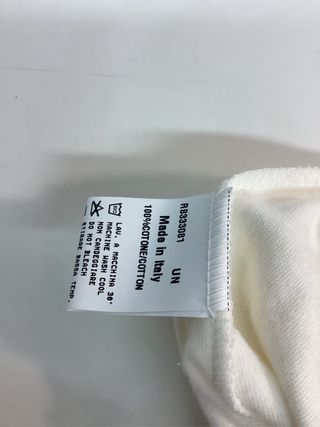 RB333081
UN
Made in Italy
100%COTONE/COTTON
LAV. A MACCHINA 30°
MACHINE WASH COOL
NON CANDEGGIARE
DO NOT BLEACH
STIRARE BASSA TEMP.